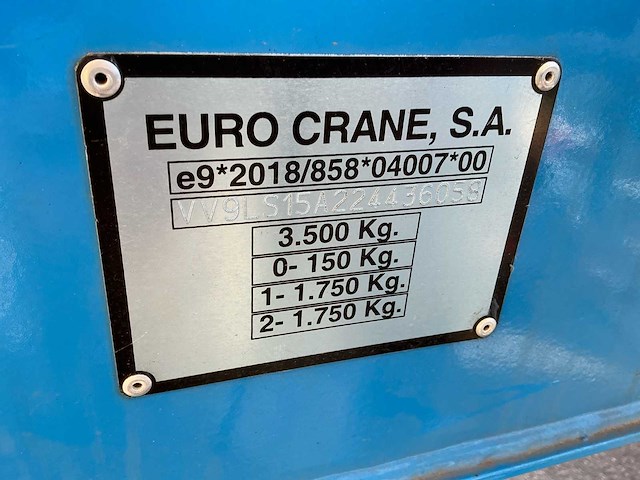 EURO CRANE, S.A.
e9*2018/858*04007*00
VV9LS15A224436058
3.500 Kg.
0- 150 Kg.
1- 1.750 Kg.
2- 1.750 Kg.